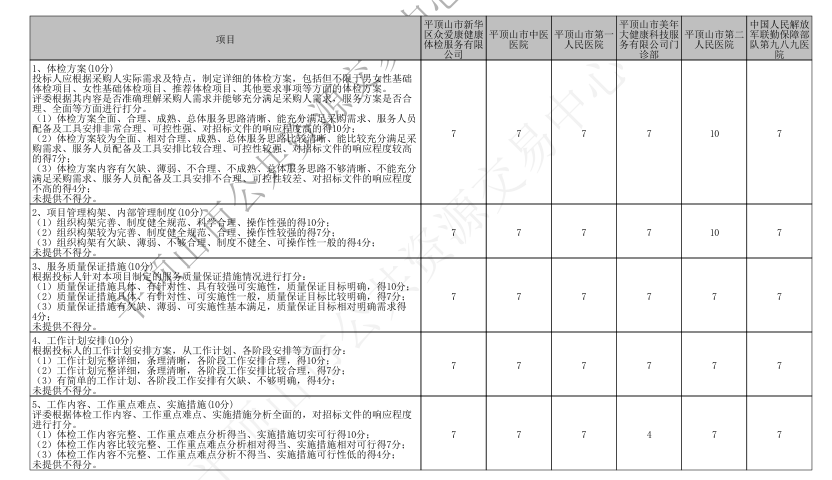 项目
平顶山市新华
区众爱康健康
体检服务有限
公司
平顶山市中医
医院
平顶山市第一
人民医院
平顶山市美年
大健康科技服
务有限公司门
诊部
平顶山市第二
人民医院
中国人民解放
军联勤保障部
队第九八九医
院
1、体检方案(10分)
投标人应根据采购人实际需求及特点，制定详细的体检方案，包括但不限于男女性基础
体检项目、女性基础体检项目、推荐体检项目、其他要求事项等方面的体检方案。
评委根据其内容是否准确理解采购人需求并能够充分满足采购人需求，服务方案是否合
理、全面等方面进行打分。
（1）体检方案全面、合理、成熟、总体服务思路清晰、能充分满足采购需求、服务人员
配备及工具安排非常合理、可控性强、对招标文件的响应程度高的得10分；
（2）体检方案较为全面、相对合理、成熟、总体服务思路比较清晰、能比较充分满足采
购需求、服务人员配备及工具安排比较合理、可控性较强、对招标文件的响应程度较高
的得7分；
（3）体检方案内容有欠缺、薄弱、不合理、不成熟、总体服务思路不够清晰、不能充分
满足采购需求、服务人员配备及工具安排不合理、可控性较差、对招标文件的响应程度
不高的得4分；
未提供不得分。
7 7 7 7 10 7
2、项目管理构架、内部管理制度(10分)
（1）组织构架完善、制度健全规范、科学合理、操作性强的得10分；
（2）组织构架较为完善、制度健全规范、合理、操作性较强的得7分；
（3）组织构架有欠缺、薄弱、不够合理、制度不健全、可操作性一般的得4分；
未提供不得分。
7 7 7 7 10 7
3、服务质量保证措施(10分)
根据投标人针对本项目制定的服务质量保证措施情况进行打分：
（1）质量保证措施具体、有针对性、具有较强可实施性，质量保证目标明确，得10分；
（2）质量保证措施具体、有针对性、可实施性一般，质量保证目标比较明确，得7分；
（3）质量保证措施有欠缺、薄弱、可实施性基本满足，质量保证目标相对明确需求得
4分；
未提供不得分。
7 7 7 7 7 7
4、工作计划安排(10分)
根据投标人的工作计划安排方案，从工作计划、各阶段安排等方面打分：
（1）工作计划完整详细，条理清晰，各阶段工作安排合理，得10分；
（2）工作计划完整详细，条理清晰，各阶段工作安排比较合理，得7分；
（3）有简单的工作计划、各阶段工作安排有欠缺、不够明确，得4分；
未提供不得分。
7 7 7 7 7 7
5、工作内容、工作重点难点、实施措施(10分)
评委根据体检工作内容、工作重点难点、实施措施分析全面的，对招标文件的响应程度
进行打分。
（1）体检工作内容完整、工作重点难点分析得当、实施措施切实可行得10分；
（2）体检工作内容比较完整、工作重点难点分析相对得当、实施措施相对可行得7分；
（3）体检工作内容不完整、工作重点难点分析不得当、实施措施可行性低的得4分；
未提供不得分。
7 7 7 4 7 7
平顶山市公共资源交易中心
平顶山市公共资源交易中心